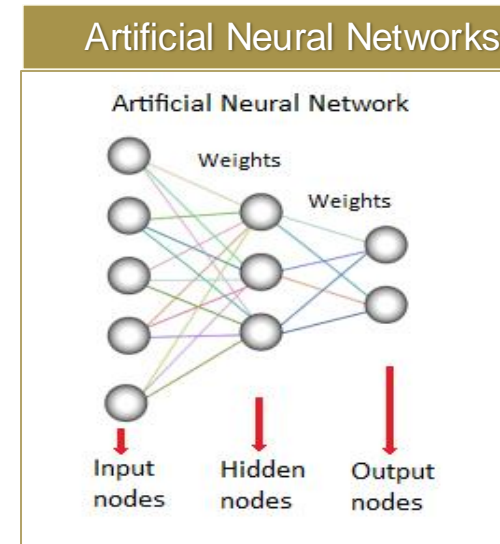 Artificial Neural Networks
Artificial Neural Network
Weights
Weights
Input
nodes
Hidden
nodes
Output
nodes